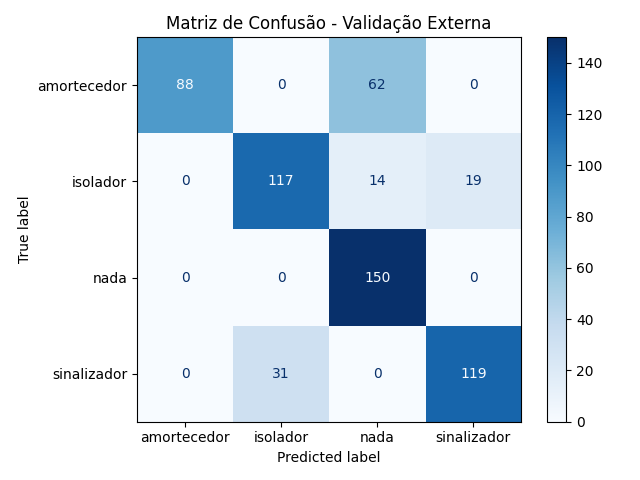 Matriz de Confusão - Validação Externa
True label
amortecedor 88 0 62 0
isolador 0 117 14 19
nada 0 0 150 0
sinalizador 0 31 0 119
amortecedor isolador nada sinalizador
Predicted label
140
120
100
80
60
40
20
0